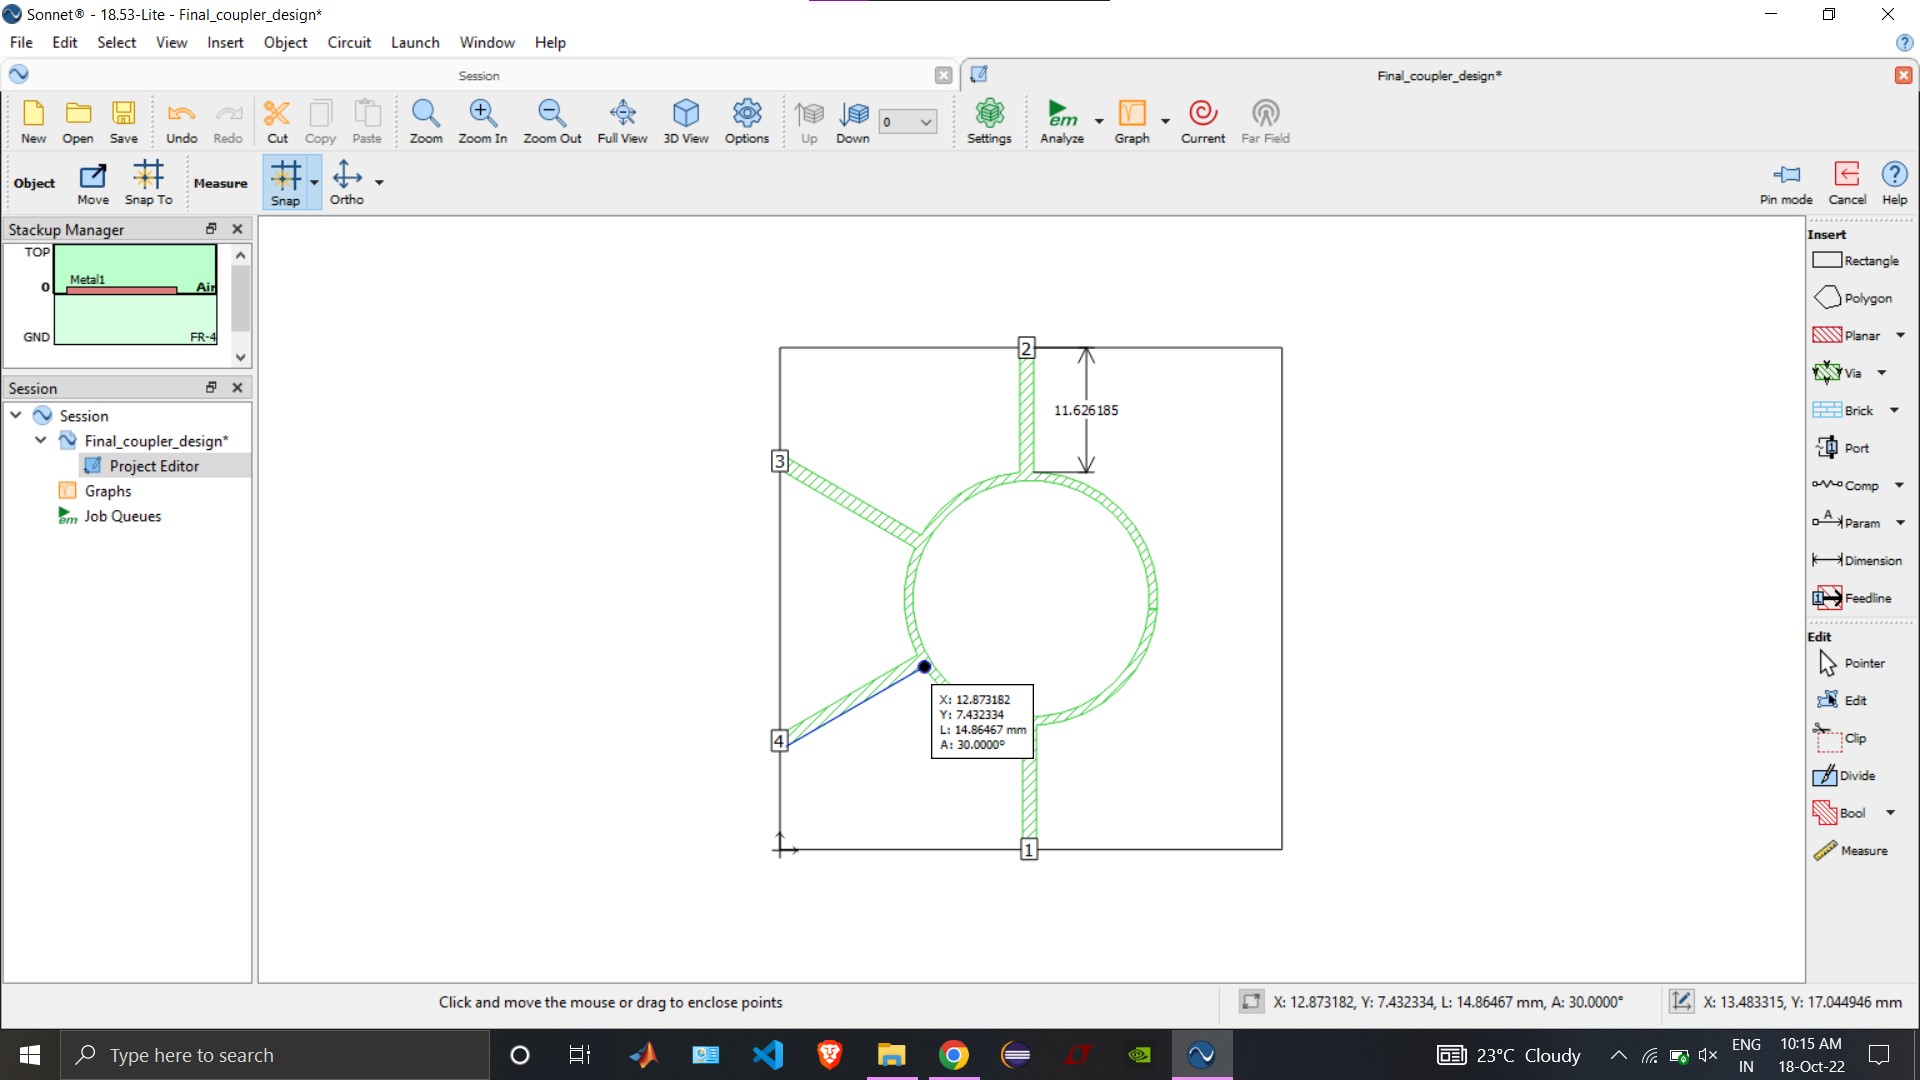 Sonnet® - 18.53-Lite - Final_coupler_design*
File Edit Select View Insert Object Circuit Launch Window Help
Session
Final_coupler_design*
New Open Save Undo Redo Cut Copy Paste Zoom Zoom In Zoom Out Full View 3D View Options Up Down 0 Settings em Analyze Graph Current Far Field
Object Move Snap To Measure Snap Ortho Pin mode Cancel Help
Stackup Manager
TOP
Metal1
0 Air
GND FR-4
Session
Session
Final_coupler_design*
Project Editor
Graphs
em Job Queues
2
11.626185
3
X: 12.873182
Y: 7.432334
L: 14.86467 mm
A: 30.0000°
4
1
Insert
Rectangle
Polygon
Planar
Via
Brick
Port
Comp
A Param
Dimension
Feedline
Edit
Pointer
Edit
Clip
Divide
Bool
Measure
Click and move the mouse or drag to enclose points
X: 12.873182, Y: 7.432334, L: 14.86467 mm, A: 30.0000°
X: 13.483315, Y: 17.044946 mm
Type here to search
23°C Cloudy
ENG
IN
10:15 AM
18-Oct-22